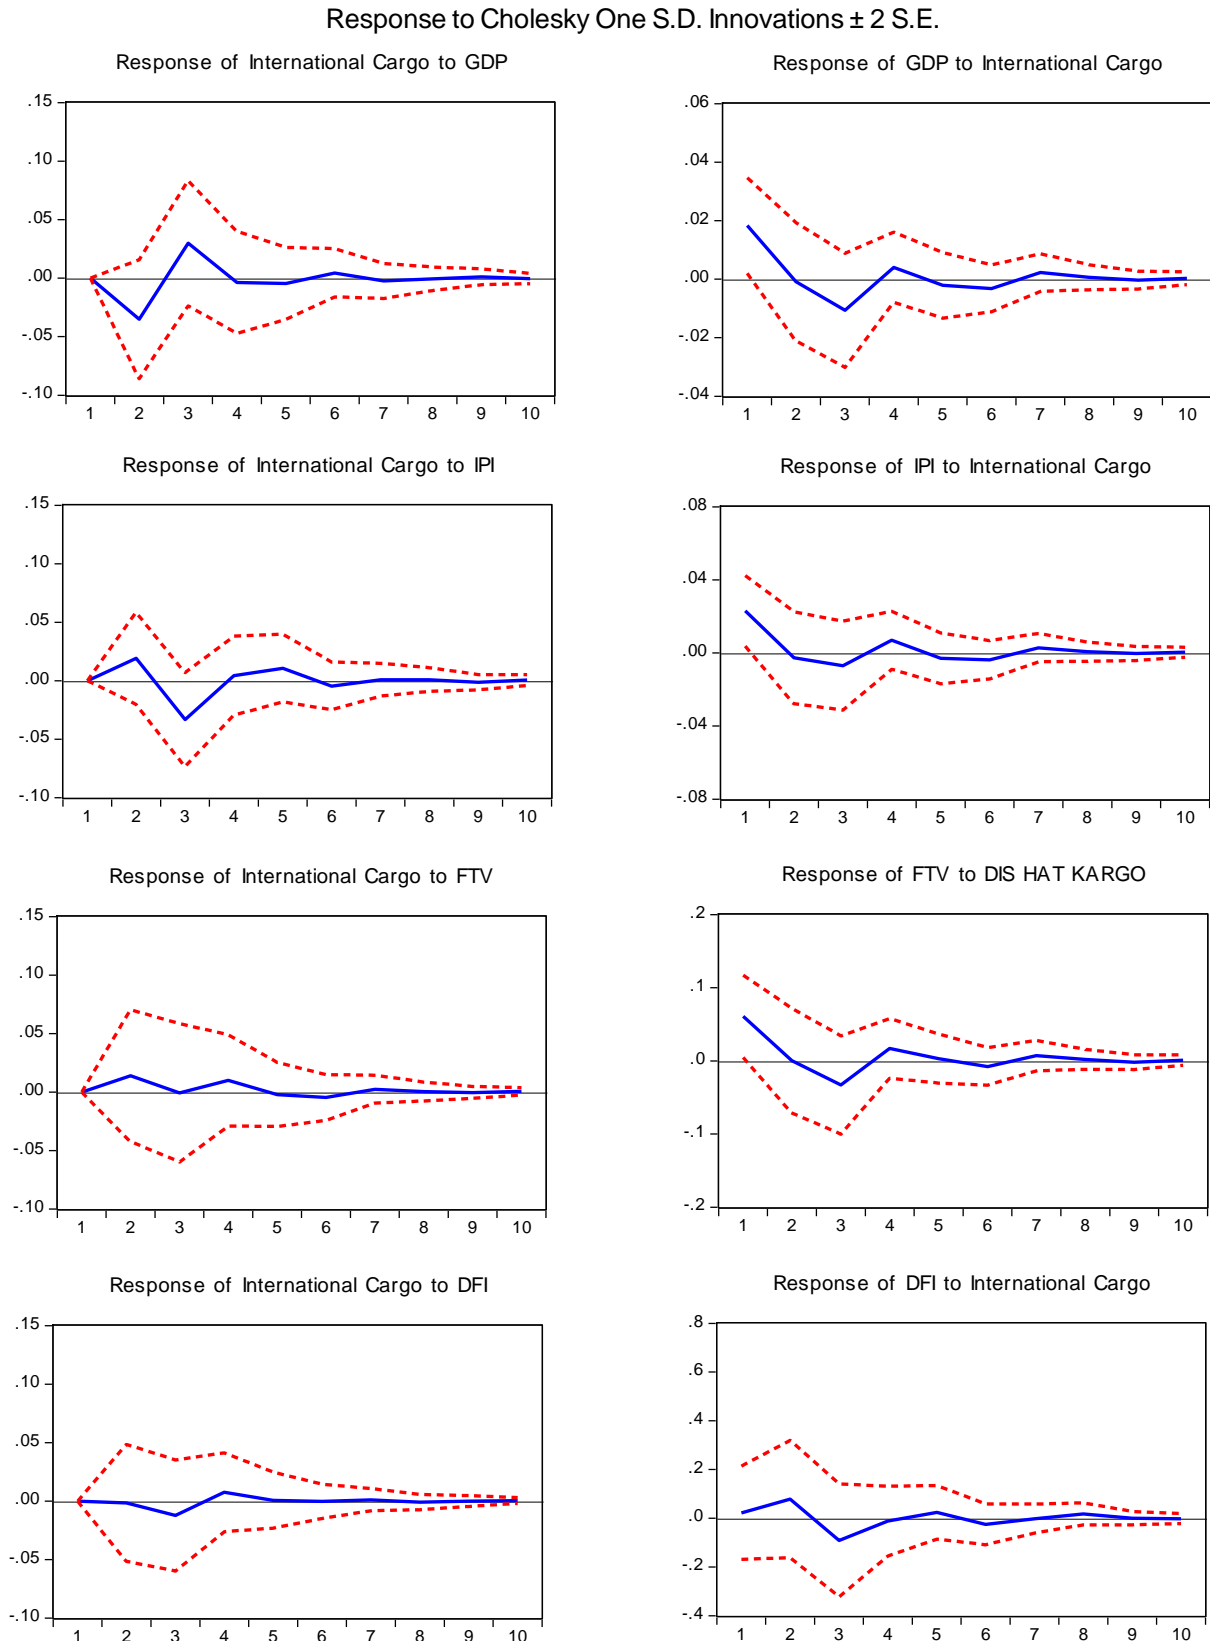 Response to Cholesky One S.D. Innovations ± 2 S.E.
Response of International Cargo to GDP
.15
.10
.05
.00
-.05
-.10
1 2 3 4 5 6 7 8 9 10
Response of GDP to International Cargo
.06
.04
.02
.00
-.02
-.04
1 2 3 4 5 6 7 8 9 10
Response of International Cargo to IPI
.15
.10
.05
.00
-.05
-.10
1 2 3 4 5 6 7 8 9 10
Response of IPI to International Cargo
.08
.04
.00
-.04
-.08
1 2 3 4 5 6 7 8 9 10
Response of International Cargo to FTV
.15
.10
.05
.00
-.05
-.10
1 2 3 4 5 6 7 8 9 10
Response of FTV to DIS HAT KARGO
.2
.1
.0
-.1
-.2
1 2 3 4 5 6 7 8 9 10
Response of International Cargo to DFI
.15
.10
.05
.00
-.05
-.10
1 2 3 4 5 6 7 8 9 10
Response of DFI to International Cargo
.8
.6
.4
.2
.0
-.2
-.4
1 2 3 4 5 6 7 8 9 10